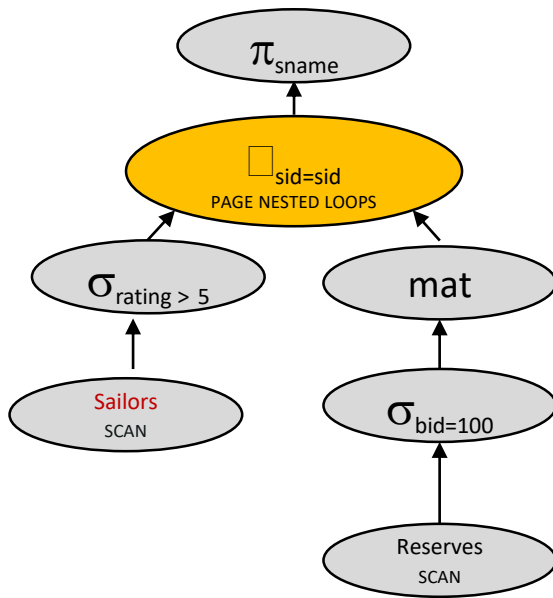 πsname
□sid=sid
PAGE NESTED LOOPS
σrating > 5
mat
Sailors
SCAN
σbid=100
Reserves
SCAN